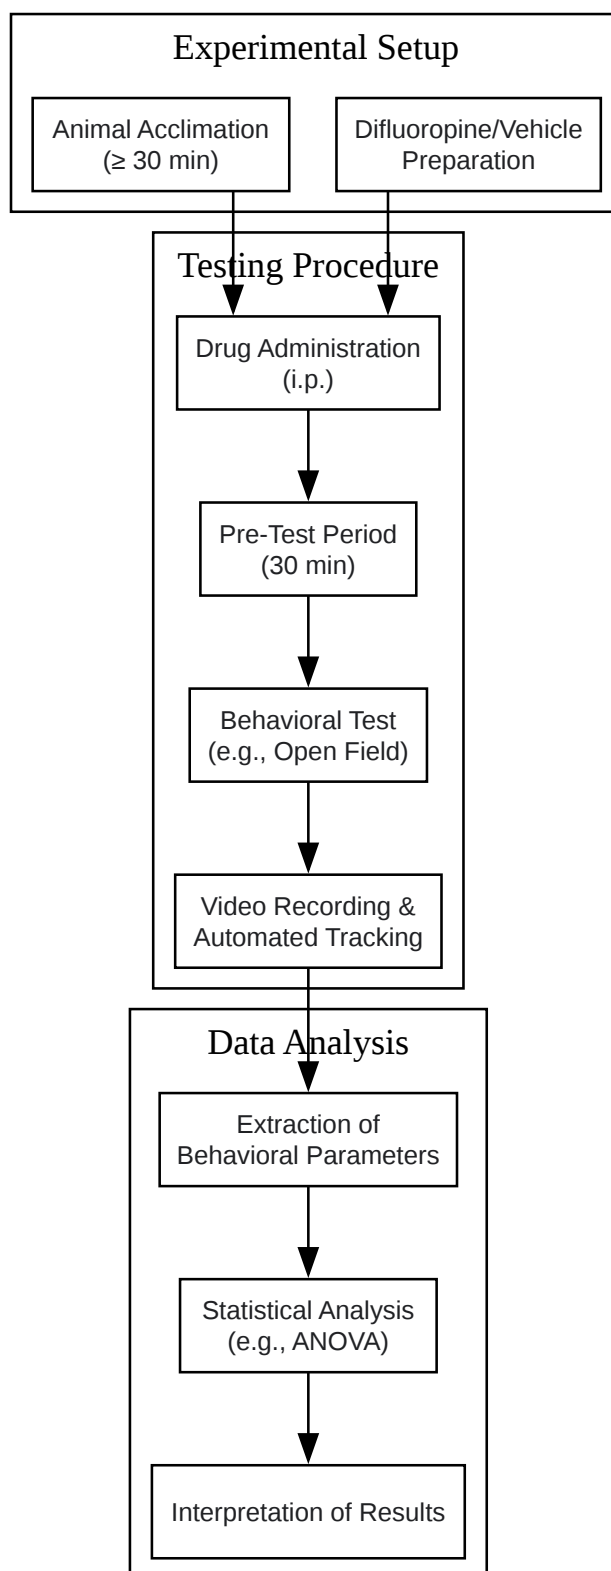 Experimental Setup
Animal Acclimation
(≥ 30 min)
Difluoropine/Vehicle
Preparation
Testing Procedure
Drug Administration
(i.p.)
Pre-Test Period
(30 min)
Behavioral Test
(e.g., Open Field)
Video Recording &
Automated Tracking
Data Analysis
Extraction of
Behavioral Parameters
Statistical Analysis
(e.g., ANOVA)
Interpretation of Results